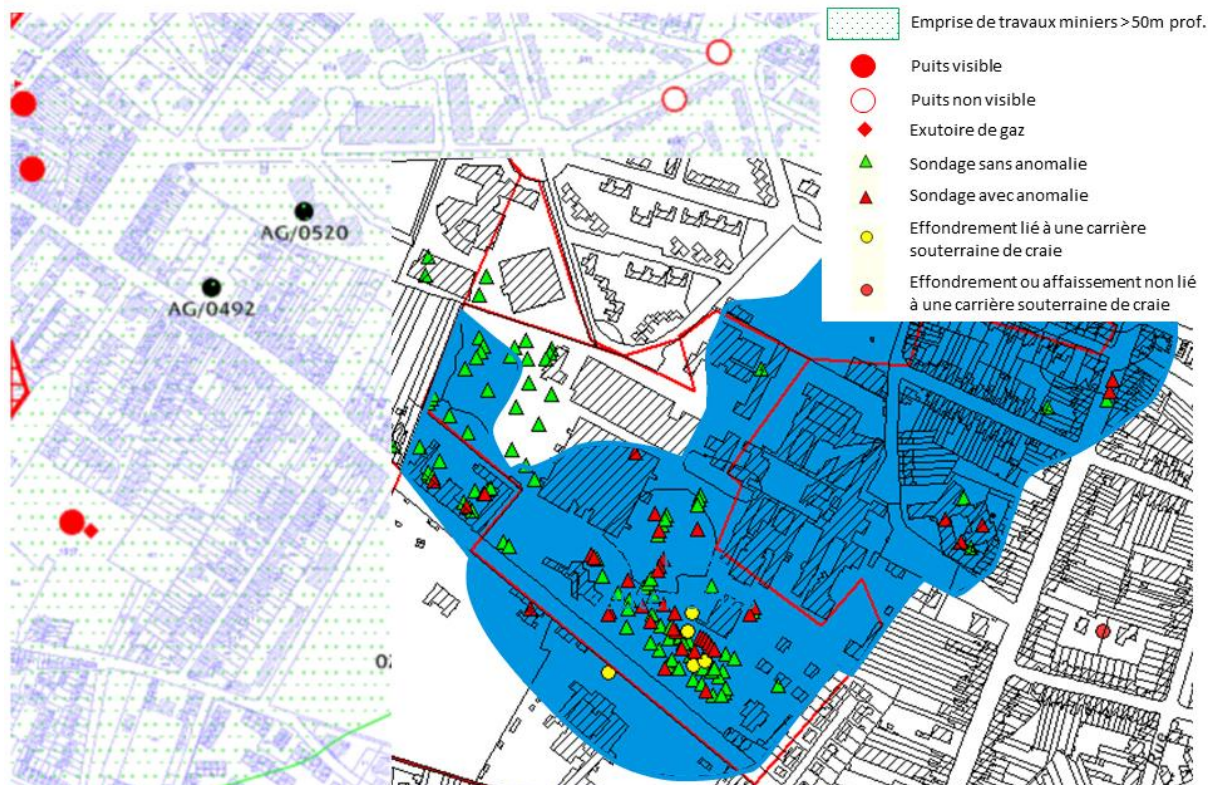 Emprise de travaux miniers >50m prof.
Puits visible
Puits non visible
Exutoire de gaz
Sondage sans anomalie
Sondage avec anomalie
Effondrement lié à une carrière
souterraine de craie
Effondrement ou affaissement non lié
à une carrière souterraine de craie
AG/0520
AG/0492